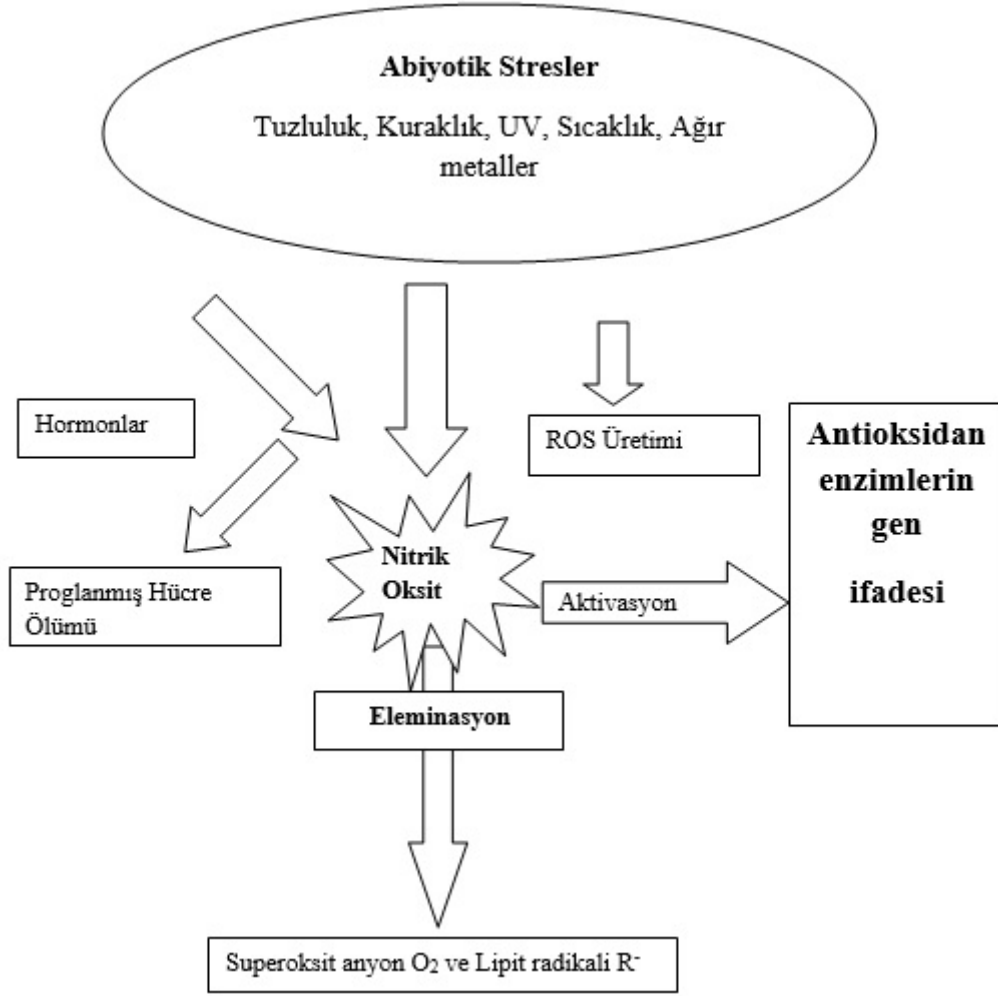 Abiyotik Stresler
Tuzluluk, Kuraklık, UV, Sıcaklık, Ağır
metaller
Hormonlar
ROS Üretimi
Antioksidan
enzimlerin
gen
ifadesi
Nitrik
Oksit
Proglanmış Hücre
Ölümü
Aktivasyon
Eleminasyon
Superoksit anyon O₂ ve Lipit radikali R⁻